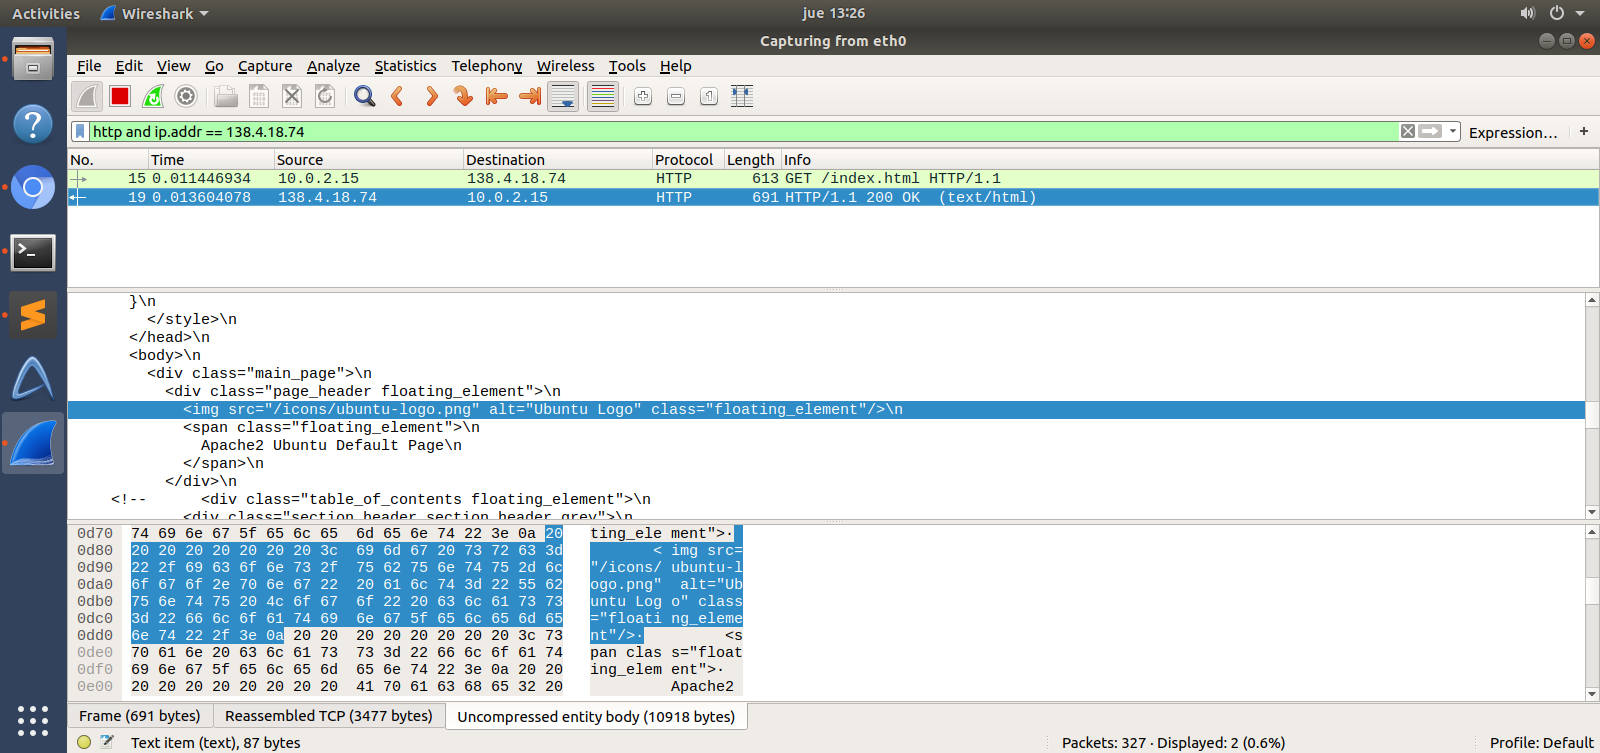 Activities Wireshark jue 13:26
Capturing from eth0
File Edit View Go Capture Analyze Statistics Telephony Wireless Tools Help
http and ip.addr == 138.4.18.74 Expression… +
No. Time Source Destination Protocol Length Info
15 0.011446934 10.0.2.15 138.4.18.74 HTTP 613 GET /index.html HTTP/1.1
19 0.013604078 138.4.18.74 10.0.2.15 HTTP 691 HTTP/1.1 200 OK  (text/html)
}\n
</style>\n
</head>\n
<body>\n
<div class="main_page">\n
<div class="page_header floating_element">\n
<img src="/icons/ubuntu-logo.png" alt="Ubuntu Logo" class="floating_element"/>\n
<span class="floating_element">\n
Apache2 Ubuntu Default Page\n
</span>\n
</div>\n
<!--      <div class="table_of_contents floating_element">\n
<div class="section_header section_header_grey">\n
0d70 74 69 6e 67 5f 65 6c 65 6d 65 6e 74 22 3e 0a 20 ting_ele ment">·
0d80 20 20 20 20 20 20 20 3c 69 6d 67 20 73 72 63 3d < img src=
0d90 22 2f 69 63 6f 6e 73 2f 75 62 75 6e 74 75 2d 6c "/icons/ ubuntu-l
0da0 6f 67 6f 2e 70 6e 67 22 20 61 6c 74 3d 22 55 62 ogo.png"  alt="Ub
0db0 75 6e 74 75 20 4c 6f 67 6f 22 20 63 6c 61 73 73 untu Log o" class
0dc0 3d 22 66 6c 6f 61 74 69 6e 67 5f 65 6c 65 6d 65 ="floati ng_eleme
0dd0 6e 74 22 2f 3e 0a 20 20 20 20 20 20 20 20 3c 73 nt"/>· <s
0de0 70 61 6e 20 63 6c 61 73 73 3d 22 66 6c 6f 61 74 pan clas s="float
0df0 69 6e 67 5f 65 6c 65 6d 65 6e 74 22 3e 0a 20 20 ing_elem ent">·
0e00 20 20 20 20 20 20 20 20 41 70 61 63 68 65 32 20 Apache2
Frame (691 bytes) Reassembled TCP (3477 bytes) Uncompressed entity body (10918 bytes)
Text item (text), 87 bytes Packets: 327 · Displayed: 2 (0.6%) Profile: Default